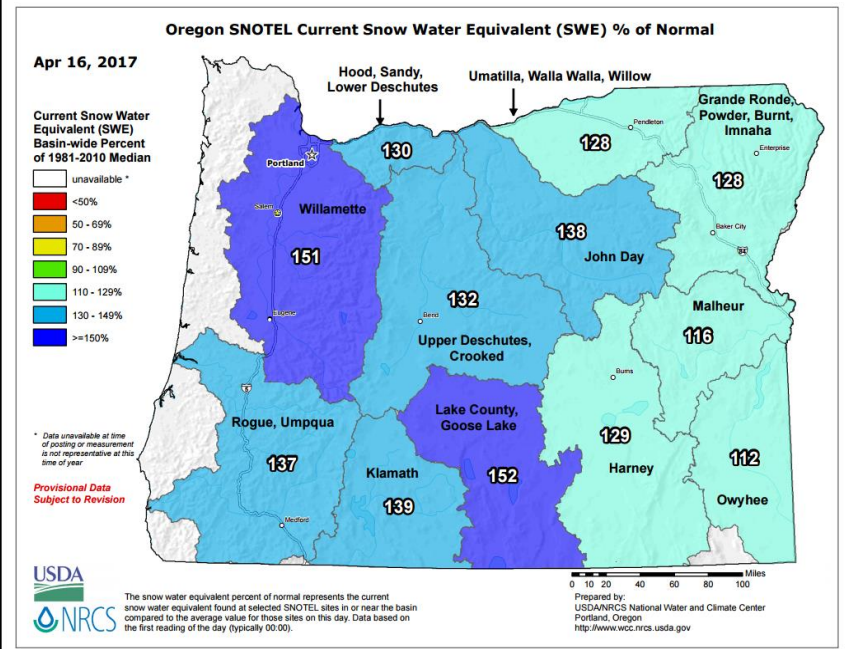 Oregon SNOTEL Current Snow Water Equivalent (SWE) % of Normal
Apr 16, 2017
Current Snow Water
Equivalent (SWE)
Basin-wide Percent
of 1981-2010 Median
unavailable *
<50%
50 - 69%
70 - 89%
90 - 109%
110 - 129%
130 - 149%
>=150%
Hood, Sandy,
Lower Deschutes
130
Umatilla, Walla Walla, Willow
128
Pendleton
Grande Ronde,
Powder, Burnt,
Imnaha
Enterprise
128
Baker City
84
Portland
Salem
Willamette
151
Eugene
138
John Day
132
Bend
Upper Deschutes,
Crooked
Malheur
116
Burns
129
Harney
112
Owyhee
Lake County,
Goose Lake
152
5
Rogue, Umpqua
137
Medford
Klamath
139
* Data unavailable at time
of posting or measurement
is not representative at this
time of year
Provisional Data
Subject to Revision
USDA
NRCS
The snow water equivalent percent of normal represents the current
snow water equivalent found at selected SNOTEL sites in or near the basin
compared to the average value for those sites on this day. Data based on
the first reading of the day (typically 00:00).
Miles
0 10 20 40 60 80 100
Prepared by:
USDA/NRCS National Water and Climate Center
Portland, Oregon
http://www.wcc.nrcs.usda.gov